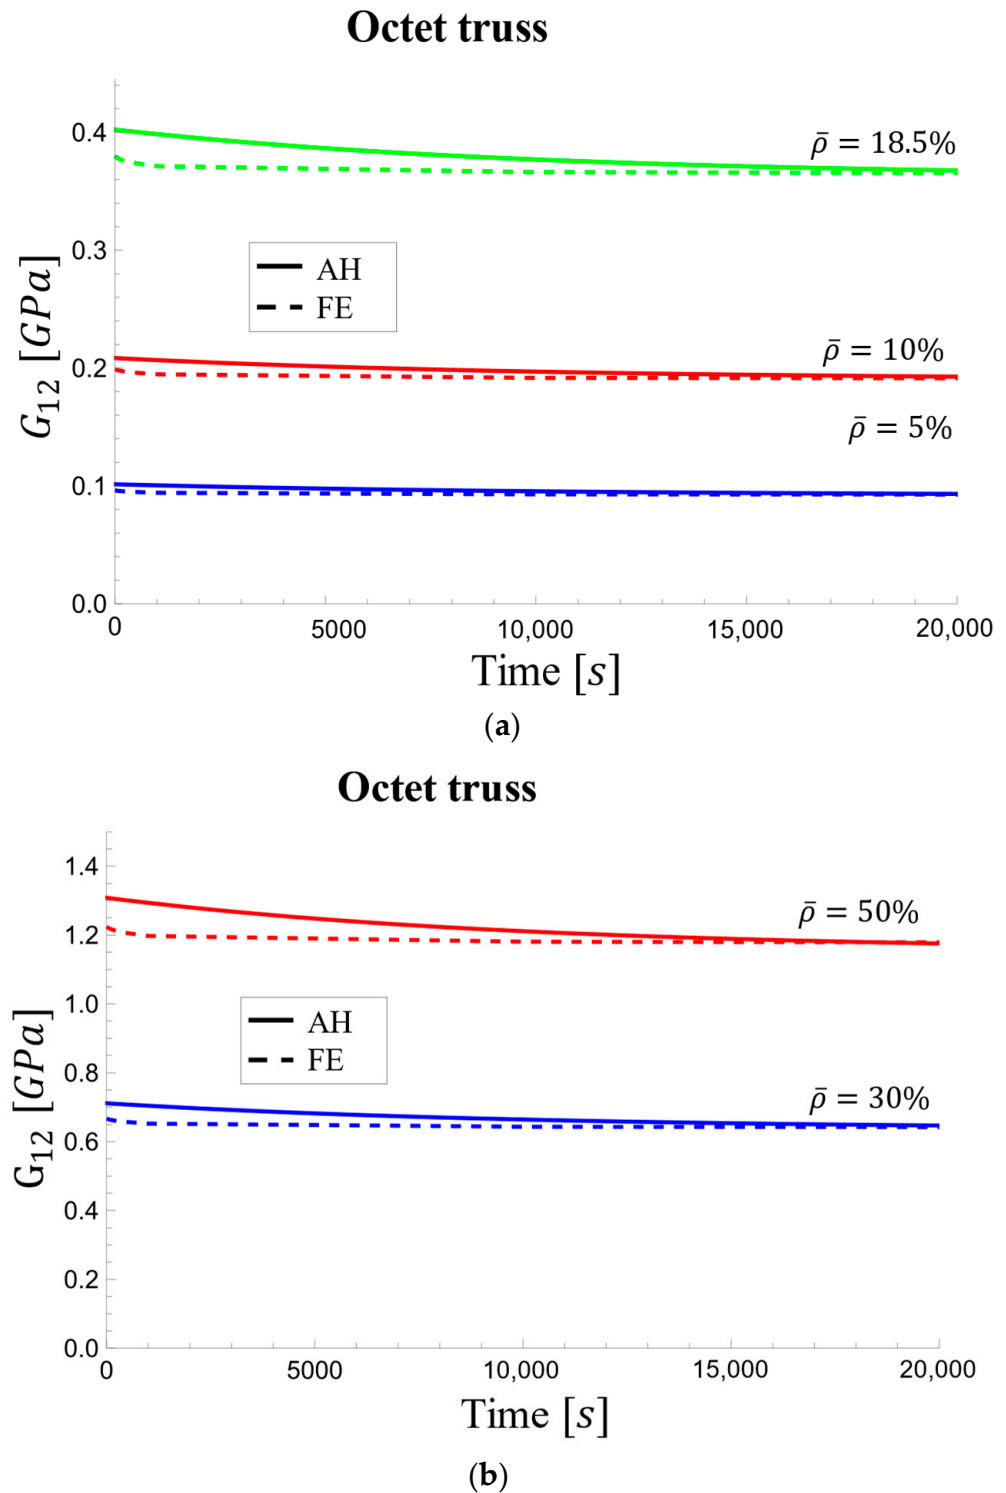 Octet truss
0.4
ρ̄ = 18.5%
0.3
AH
FE
G₁₂ [GPa]
ρ̄ = 10%
0.2
ρ̄ = 5%
0.1
0.0
0 5000 10,000 15,000 20,000
Time [s]
(a)
Octet truss
1.4
ρ̄ = 50%
1.2
1.0
AH
FE
G₁₂ [GPa]
0.8
ρ̄ = 30%
0.6
0.4
0.2
0.0
0 5000 10,000 15,000 20,000
Time [s]
(b)